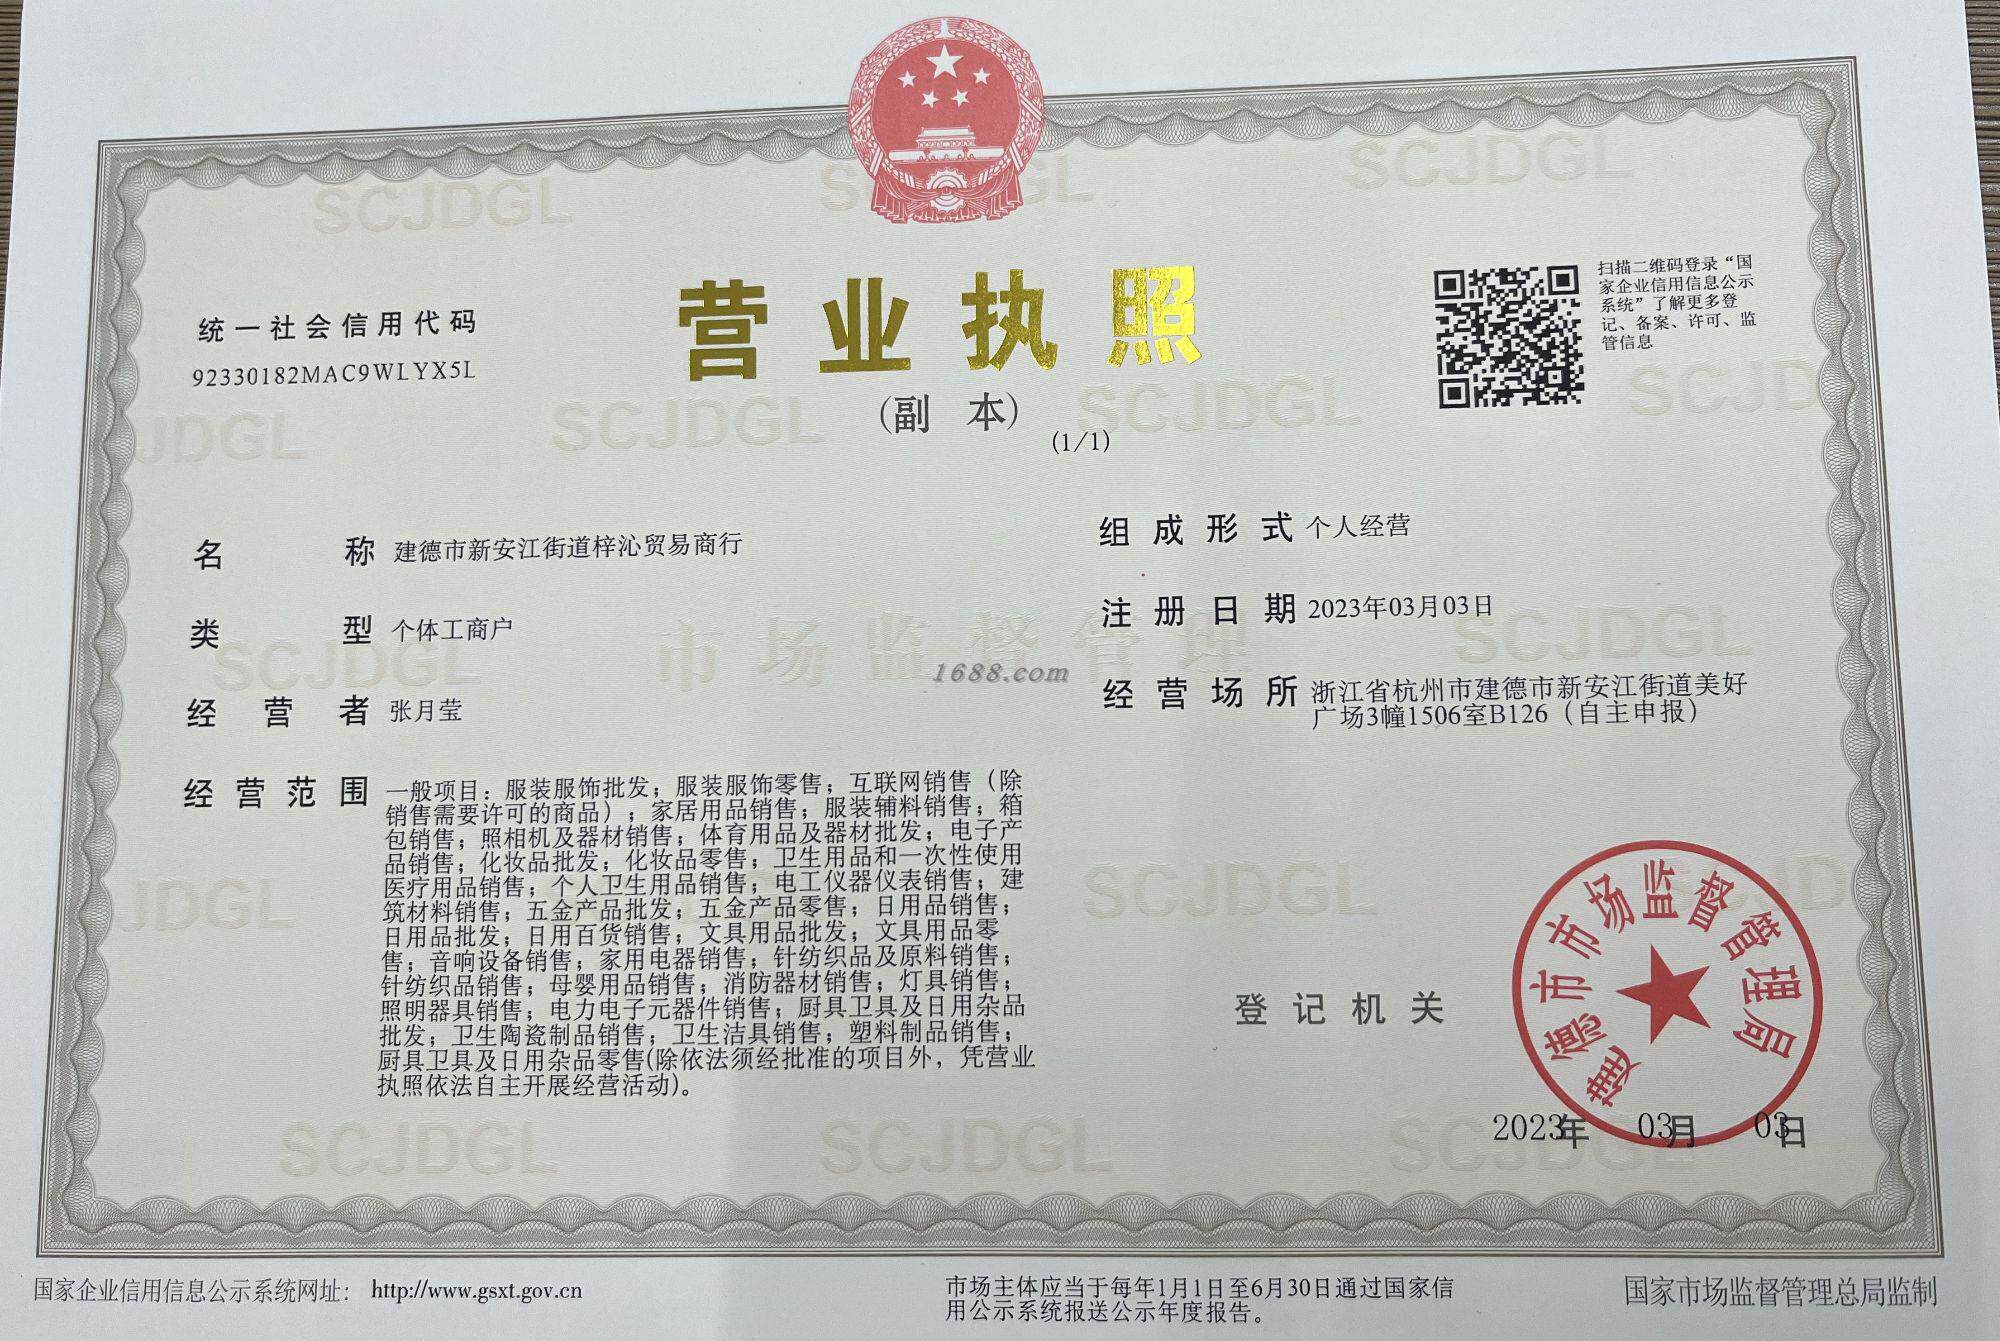 营业执照
(副 本)
(1/1)
统一社会信用代码
92330182MAC9WLYX5L
扫描二维码登录“国
家企业信用信息公示
系统”了解更多登
记、备案、许可、监
管信息
名 称 建德市新安江街道梓沁贸易商行
类 型 个体工商户
经 营 者 张月莹
经 营 范 围 一般项目：服装服饰批发；服装服饰零售；互联网销售（除
销售需要许可的商品）；家居用品销售；服装辅料销售；箱
包销售；照相机及器材销售；体育用品及器材批发；电子产
品销售；化妆品批发；化妆品零售；卫生用品和一次性使用
医疗用品销售；个人卫生用品销售；电工仪器仪表销售；建
筑材料销售；五金产品批发；五金产品零售；日用品销售；
日用品批发；日用百货销售；文具用品批发；文具用品零
售；音响设备销售；家用电器销售；针纺织品及原料销售；
针纺织品销售；母婴用品销售；消防器材销售；灯具销售；
照明器具销售；电力电子元器件销售；厨具卫具及日用杂品
批发；卫生陶瓷制品销售；卫生洁具销售；塑料制品销售；
厨具卫具及日用杂品零售(除依法须经批准的项目外，凭营业
执照依法自主开展经营活动)。
组 成 形 式 个人经营
注 册 日 期 2023年03月03日
经 营 场 所 浙江省杭州市建德市新安江街道美好
广场3幢1506室B126（自主申报）
市场监督管理
1688.com
SCJDGL
登 记 机 关
建德市市场监督管理局
2023年 03月 03日
国家企业信用信息公示系统网址： http://www.gsxt.gov.cn
市场主体应当于每年1月1日至6月30日通过国家信
用公示系统报送公示年度报告。
国家市场监督管理总局监制